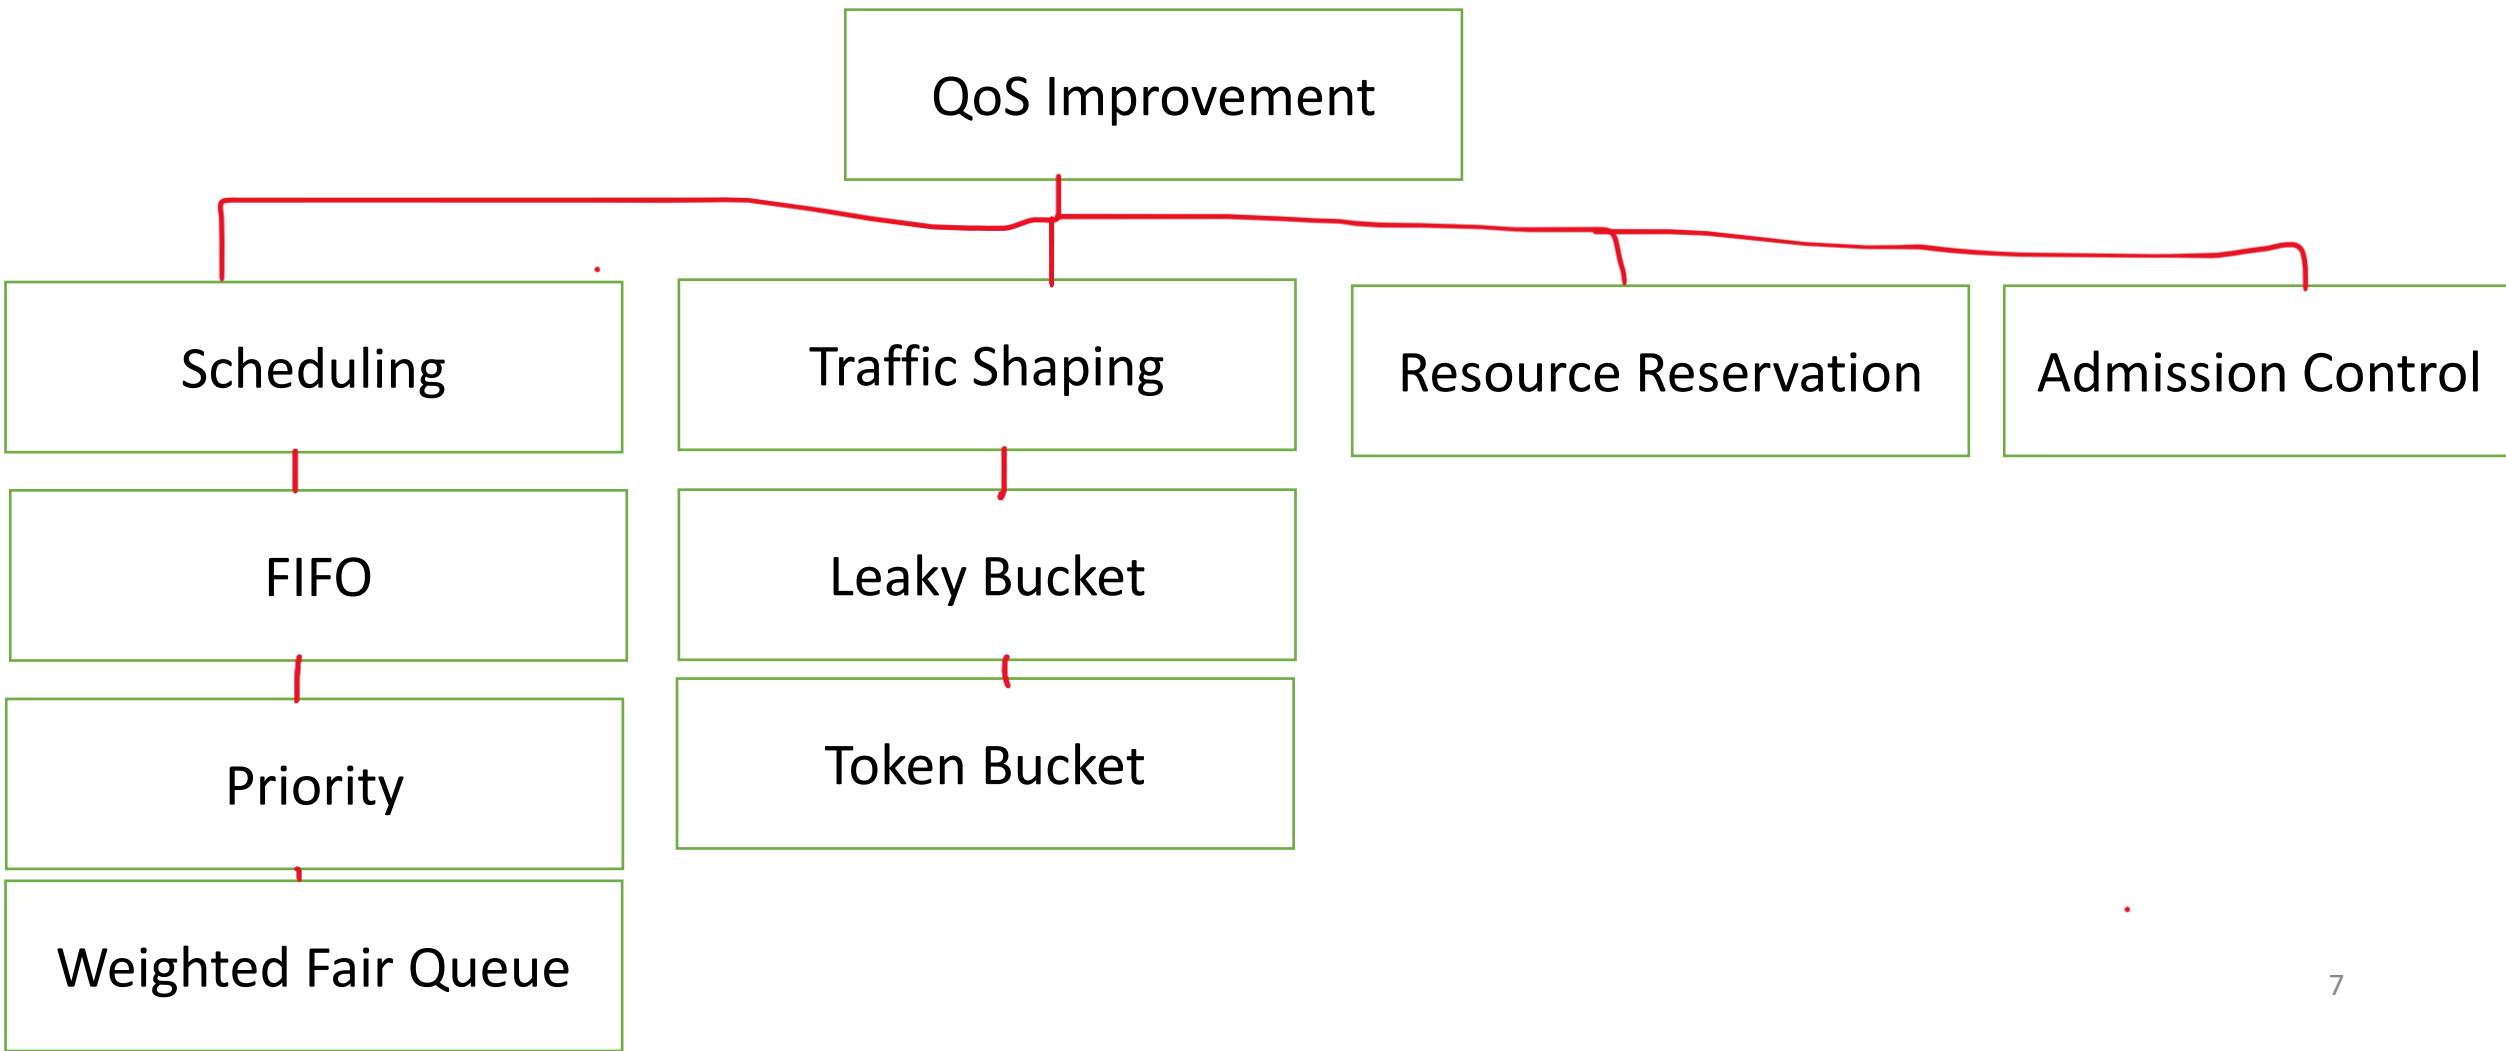 QoS Improvement
Scheduling
Traffic Shaping
Resource Reservation
Admission Control
FIFO
Leaky Bucket
Priority
Token Bucket
Weighted Fair Queue
7